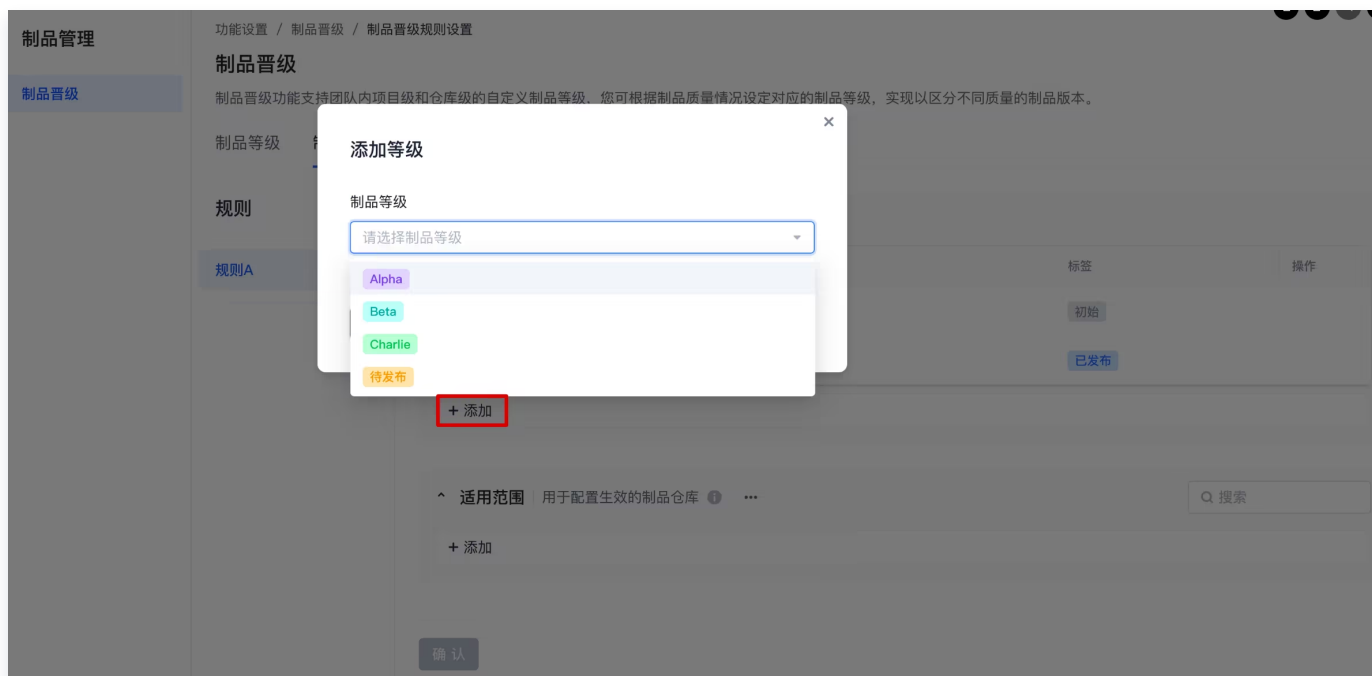 制品管理
制品晋级
功能设置 / 制品晋级 / 制品晋级规则设置
制品晋级
制品晋级功能支持团队内项目级和仓库级的自定义制品等级，您可根据制品质量情况设定对应的制品等级，实现以区分不同质量的制品版本。
制品等级
添加等级
制品等级
请选择制品等级
Alpha
Beta
Charlie
待发布
规则
规则A
标签
操作
初始
已发布
+ 添加
适用范围
用于配置生效的制品仓库
搜索
+ 添加
确认